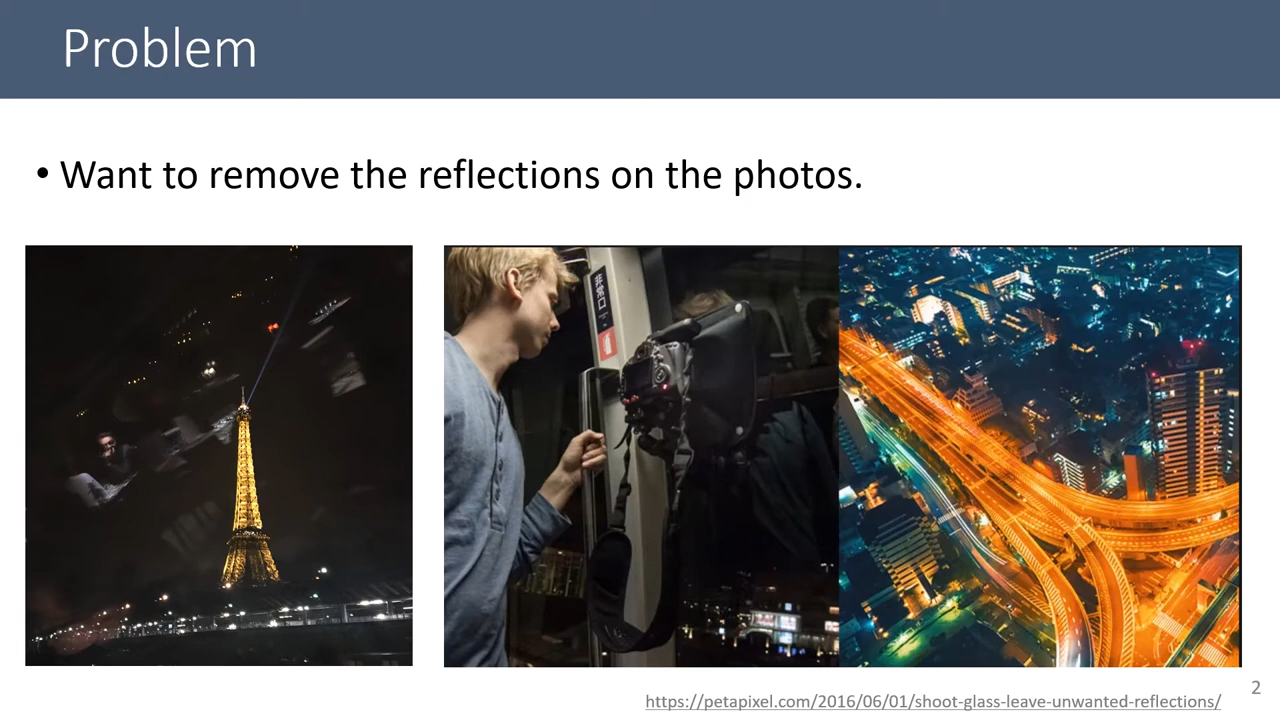 Problem
• Want to remove the reflections on the photos.
https://petapixel.com/2016/06/01/shoot-glass-leave-unwanted-reflections/
2